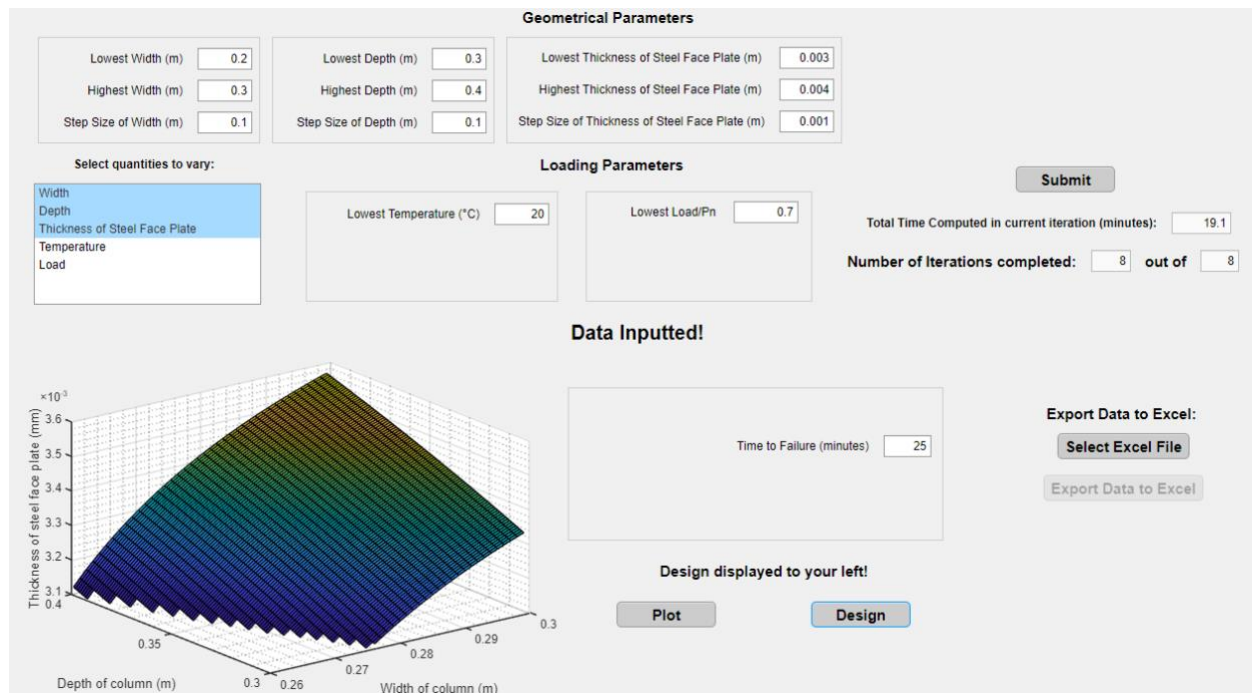 Geometrical Parameters
Lowest Width (m) 0.2
Highest Width (m) 0.3
Step Size of Width (m) 0.1
Lowest Depth (m) 0.3
Highest Depth (m) 0.4
Step Size of Depth (m) 0.1
Lowest Thickness of Steel Face Plate (m) 0.003
Highest Thickness of Steel Face Plate (m) 0.004
Step Size of Thickness of Steel Face Plate (m) 0.001
Select quantities to vary:
Width
Depth
Thickness of Steel Face Plate
Temperature
Load
Loading Parameters
Lowest Temperature (°C) 20
Lowest Load/Pn 0.7
Submit
Total Time Computed in current iteration (minutes): 19.1
Number of Iterations completed: 8 out of 8
Data Inputted!
×10⁻³
3.6
3.5
3.4
3.3
3.2
3.1
Thickness of steel face plate (mm)
0.4
0.35
0.3
Depth of column (m)
0.26
0.27
0.28
0.29
0.3
Width of column (m)
Time to Failure (minutes) 25
Design displayed to your left!
Plot
Design
Export Data to Excel:
Select Excel File
Export Data to Excel